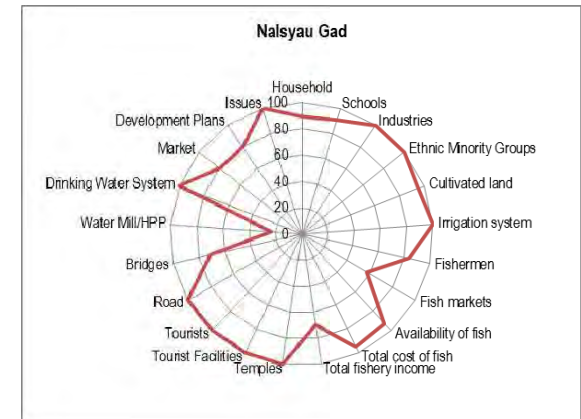 Nalsyau Gad
Household
100
Issues
Schools
Development Plans
Industries
80
Market
Ethnic Minority Groups
60
Drinking Water System
40
Cultivated land
20
Water Mill/HPP
0
Irrigation system
Bridges
Fishermen
Road
Fish markets
Tourists
Availability of fish
Tourist Facilities
Total cost of fish
Temples
Total fishery income